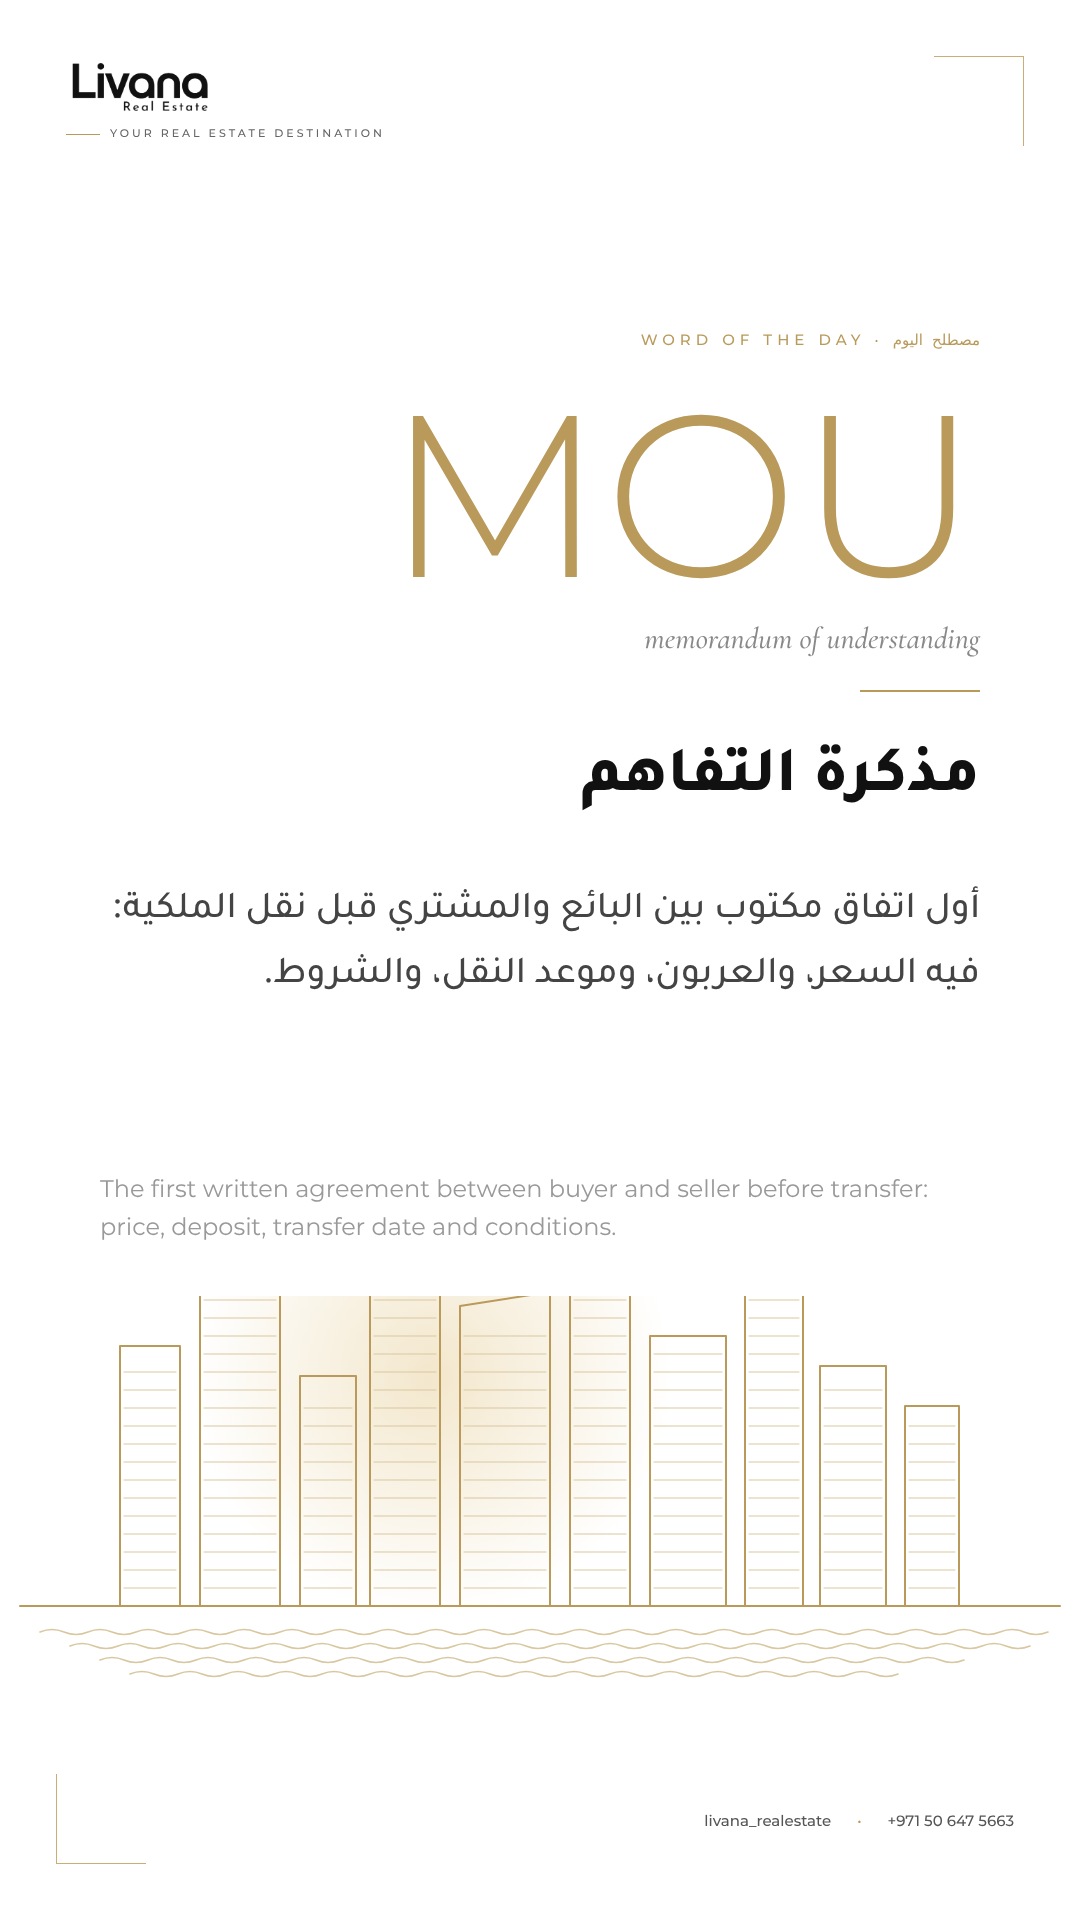 Livana
Real Estate
YOUR REAL ESTATE DESTINATION
WORD OF THE DAY · مصطلح اليوم
MOU
memorandum of understanding
مذكرة التفاهم
أول اتفاق مكتوب بين البائع والمشتري قبل نقل الملكية:
فيه السعر، والعربون، وموعد النقل، والشروط.
The first written agreement between buyer and seller before transfer:
price, deposit, transfer date and conditions.
livana_realestate · +971 50 647 5663